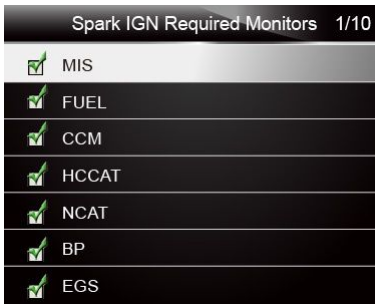 Spark IGN Required Monitors 1/10
MIS
FUEL
CCM
HCCAT
NCAT
BP
EGS